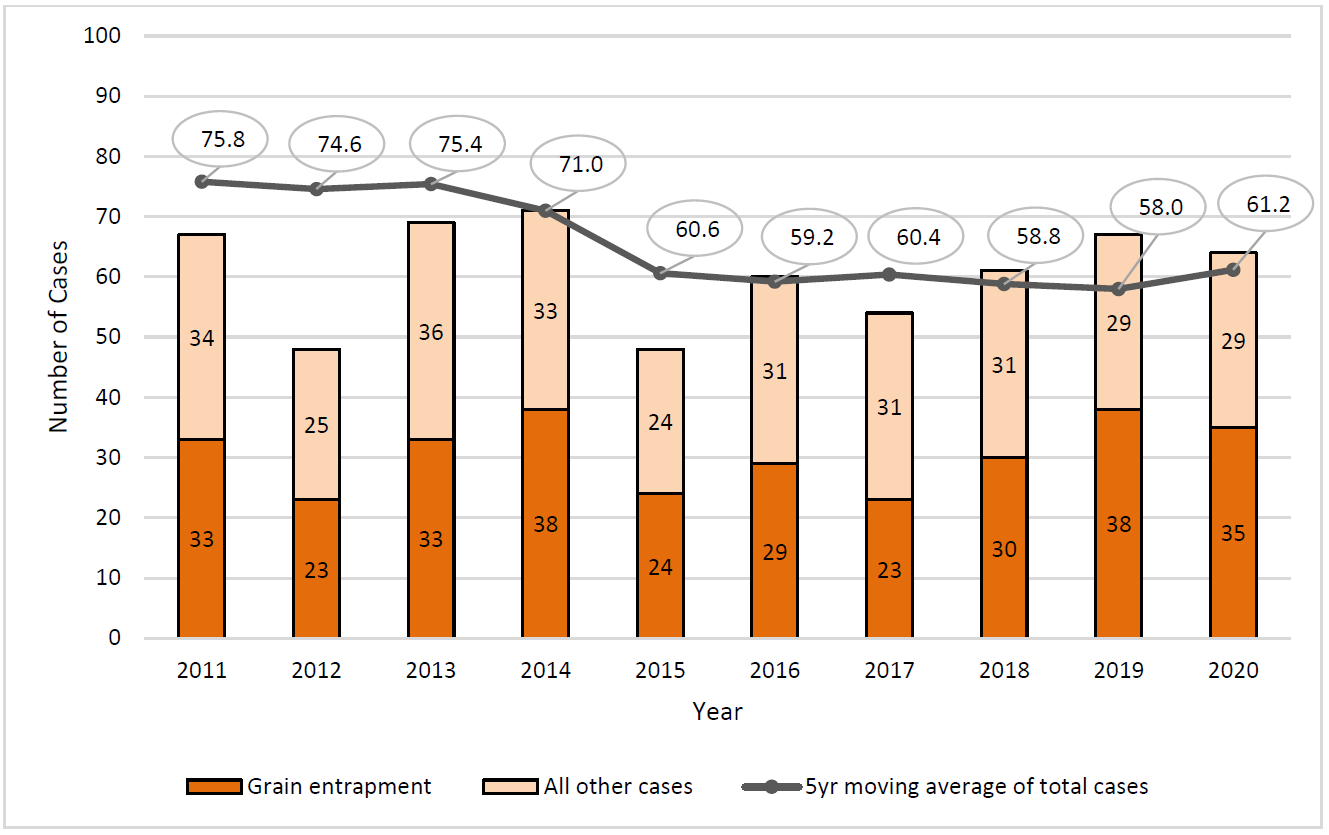 100
90
80
70
60
50
40
30
20
10
0
Number of Cases
75.8 74.6 75.4 71.0 60.6 59.2 60.4 58.8 58.0 61.2
34 25 36 33 24 31 31 31 29 29
33 23 33 38 24 29 23 30 38 35
2011 2012 2013 2014 2015 2016 2017 2018 2019 2020
Year
Grain entrapment All other cases 5yr moving average of total cases